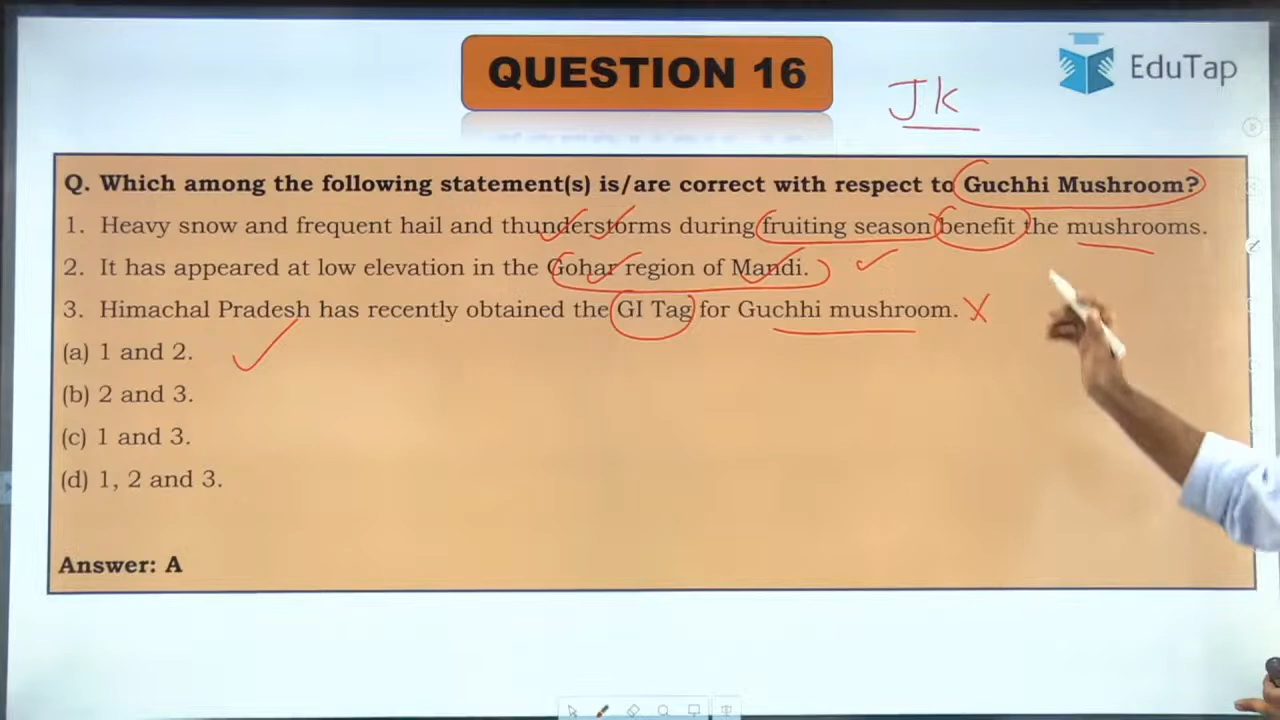 QUESTION 16
EduTap
JK
Q. Which among the following statement(s) is/are correct with respect to Guchhi Mushroom?
1. Heavy snow and frequent hail and thunderstorms during fruiting season benefit the mushrooms.
2. It has appeared at low elevation in the Gohar region of Mandi.
3. Himachal Pradesh has recently obtained the GI Tag for Guchhi mushroom.
(a) 1 and 2.
(b) 2 and 3.
(c) 1 and 3.
(d) 1, 2 and 3.
Answer: A